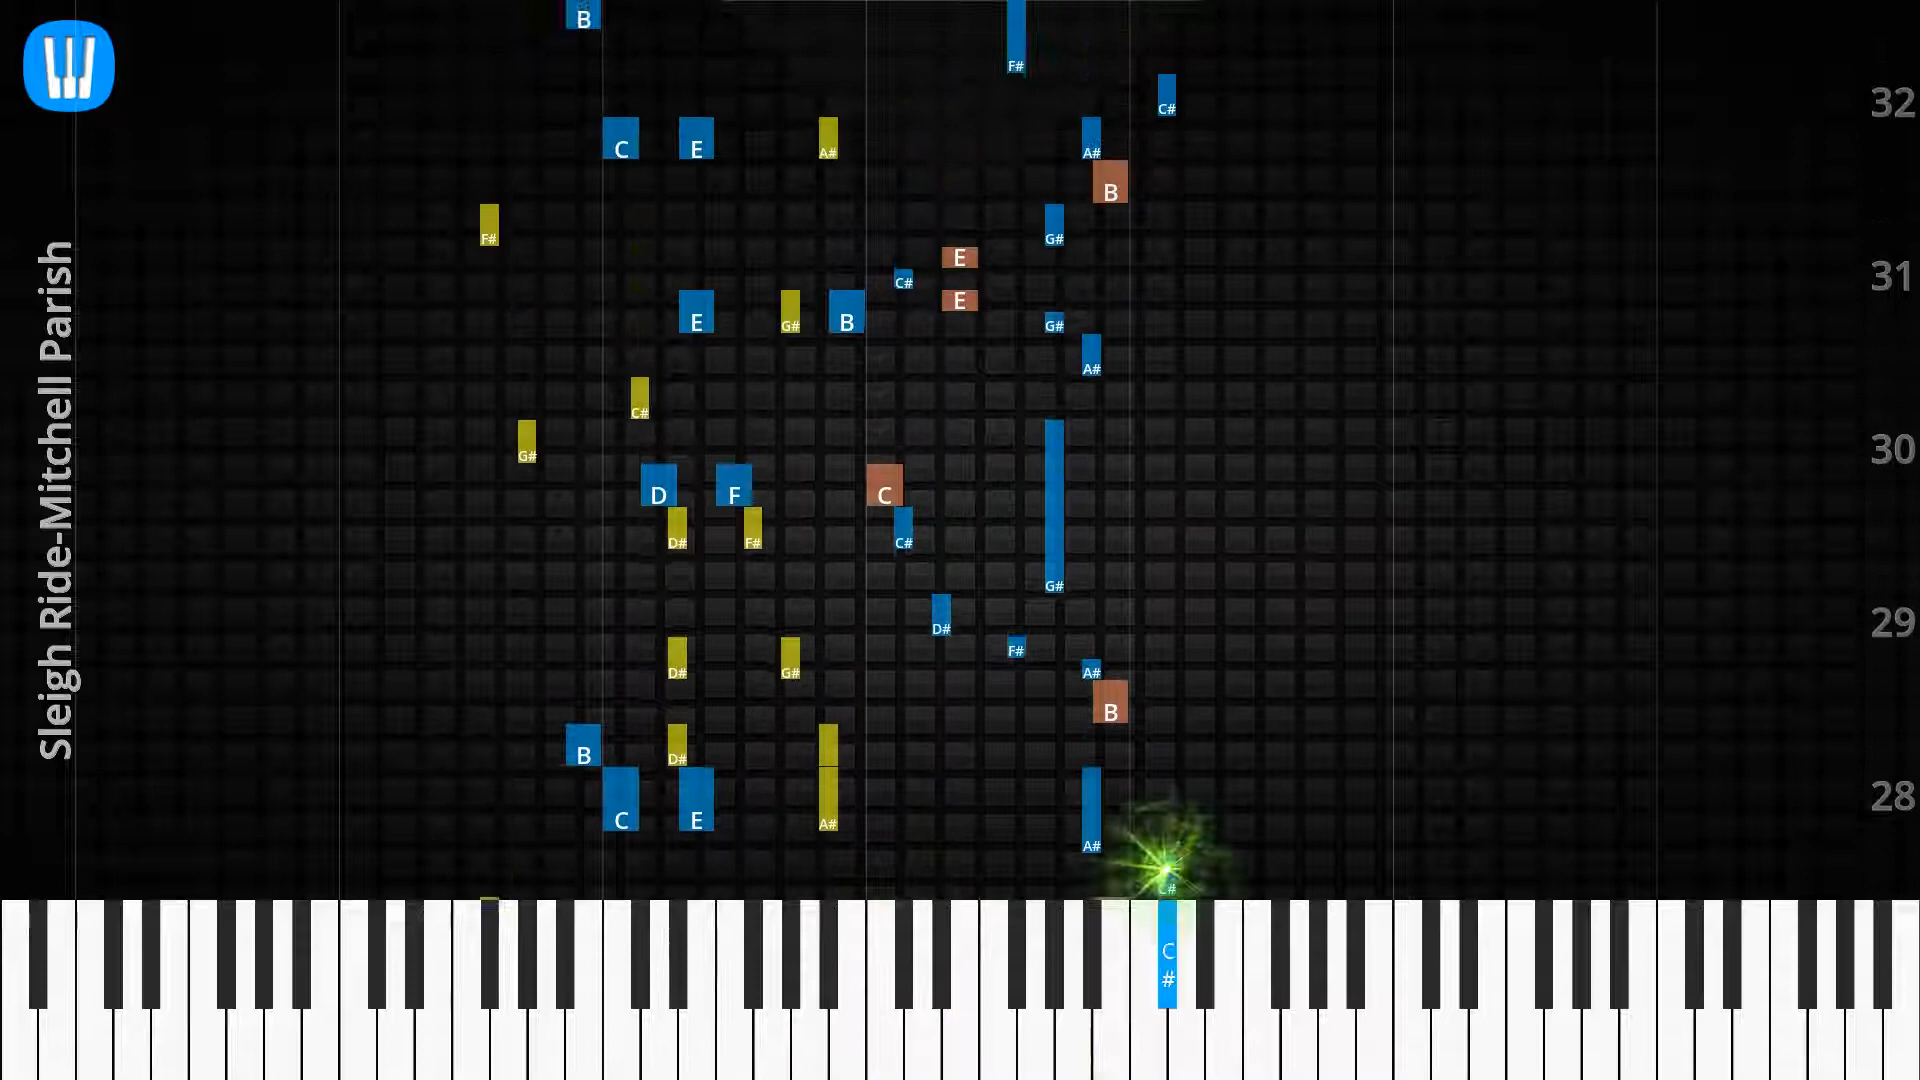 B
F#
32
C#
C E A# A#
B
F# G#
31
E
C#
E
E G# B G#
A#
C#
30
G#
D F C
D# F# C#
G#
29
D#
F#
D# G# A#
B
B D#
28
C E A#
A#
C#
C
#
Sleigh Ride-Mitchell Parish